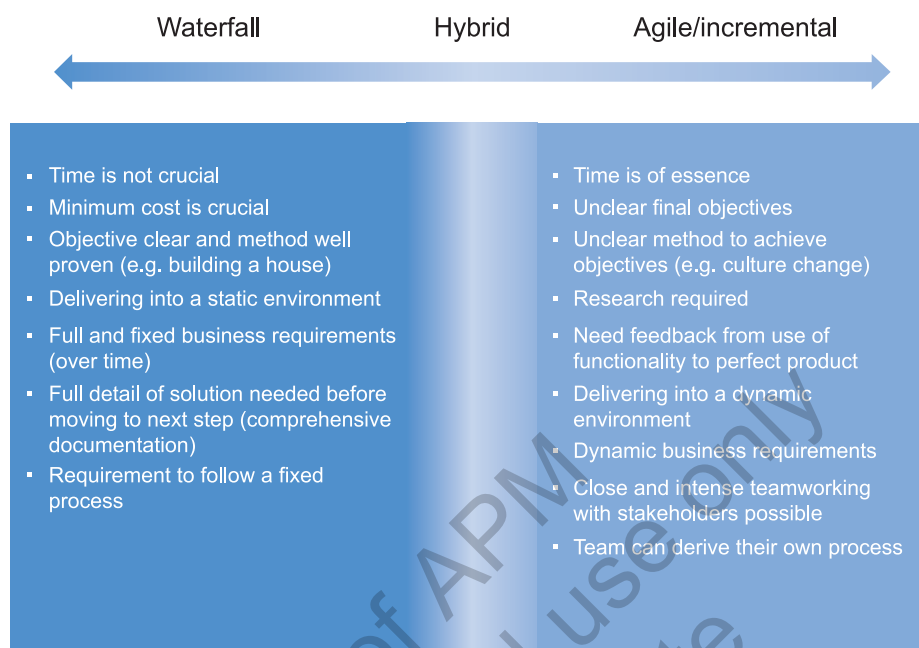 Waterfall
Hybrid
Agile/incremental
▪ Time is not crucial
▪ Minimum cost is crucial
▪ Objective clear and method well
proven (e.g. building a house)
▪ Delivering into a static environment
▪ Full and fixed business requirements
(over time)
▪ Full detail of solution needed before
moving to next step (comprehensive
documentation)
▪ Requirement to follow a fixed
process
▪ Time is of essence
▪ Unclear final objectives
▪ Unclear method to achieve
objectives (e.g. culture change)
▪ Research required
▪ Need feedback from use of
functionality to perfect product
▪ Delivering into a dynamic
environment
▪ Dynamic business requirements
▪ Close and intense teamworking
with stakeholders possible
▪ Team can derive their own process
of APM
use only